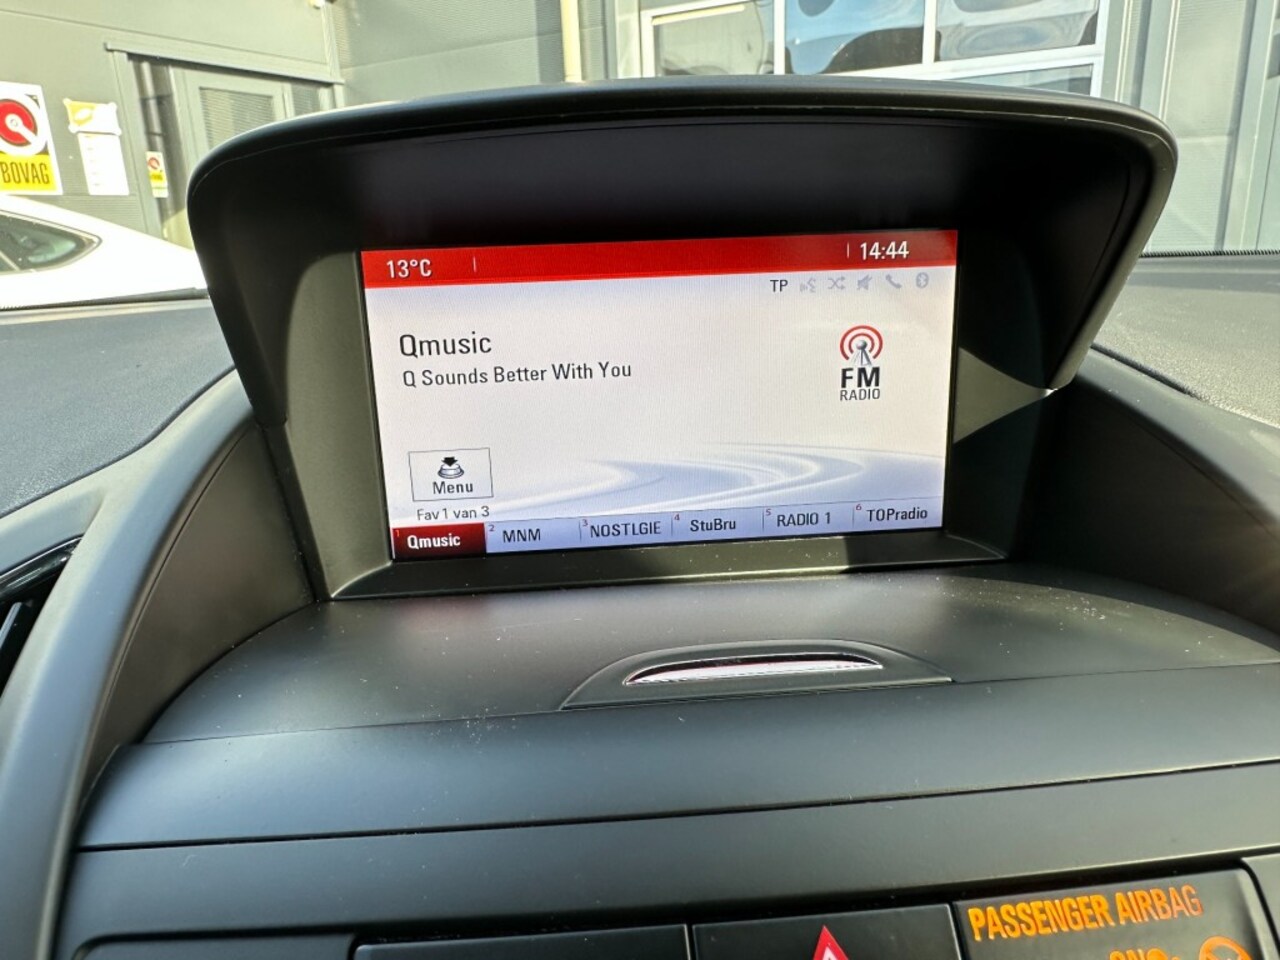 BOVAG
13°C
14:44
TP
Qmusic
Q Sounds Better With You
FM
RADIO
Menu
Fav 1 van 3
1 Qmusic
2 MNM
3 NOSTLGIE
4 StuBru
5 RADIO 1
6 TOPradio
PASSENGER AIRBAG
ON